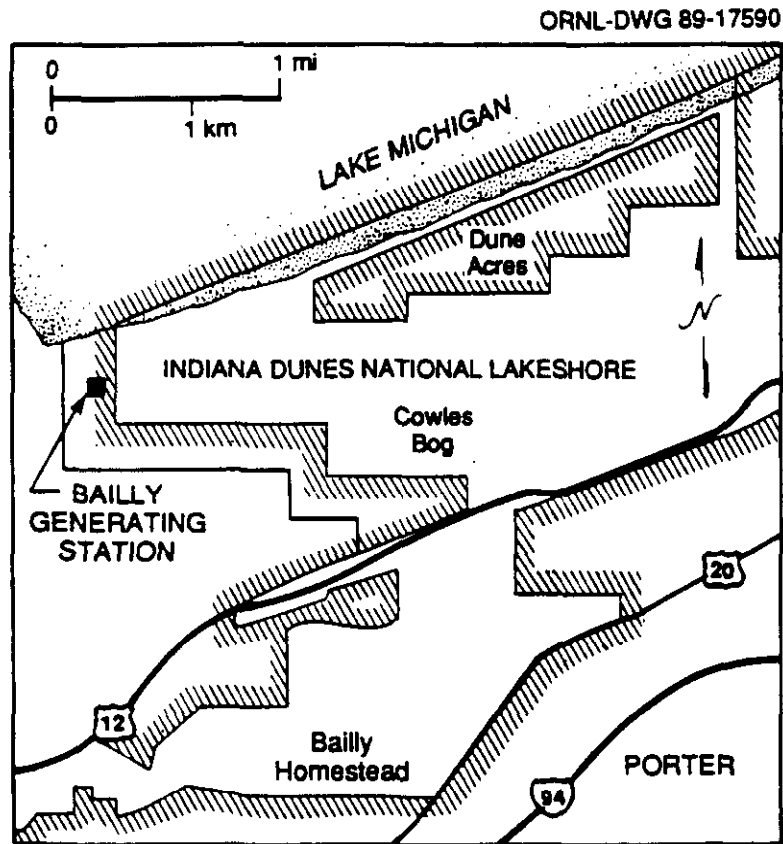 ORNL-DWG 89-17590
0 1 mi
0 1 km
LAKE MICHIGAN
Dune
Acres
N
INDIANA DUNES NATIONAL LAKESHORE
Cowles
Bog
BAILLY
GENERATING
STATION
20
12
Bailly
Homestead
PORTER
94